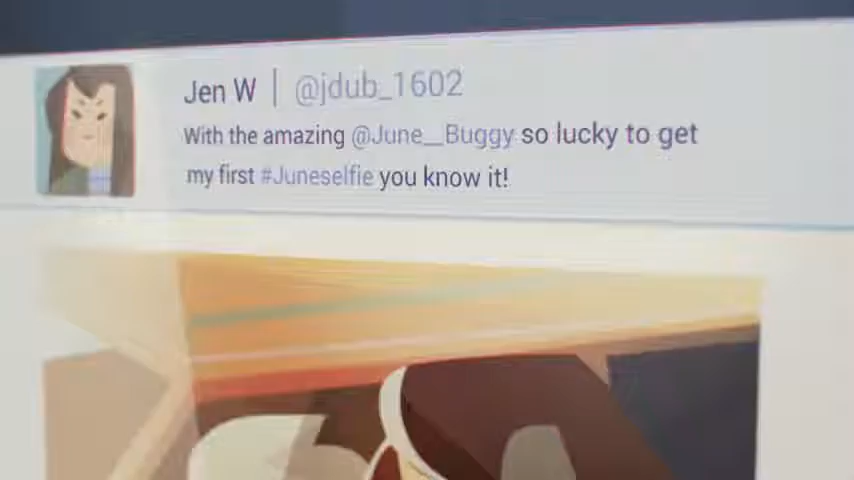 Jen W | @jdub_1602
With the amazing @June__Buggy so lucky to get
my first #Juneselfie you know it!